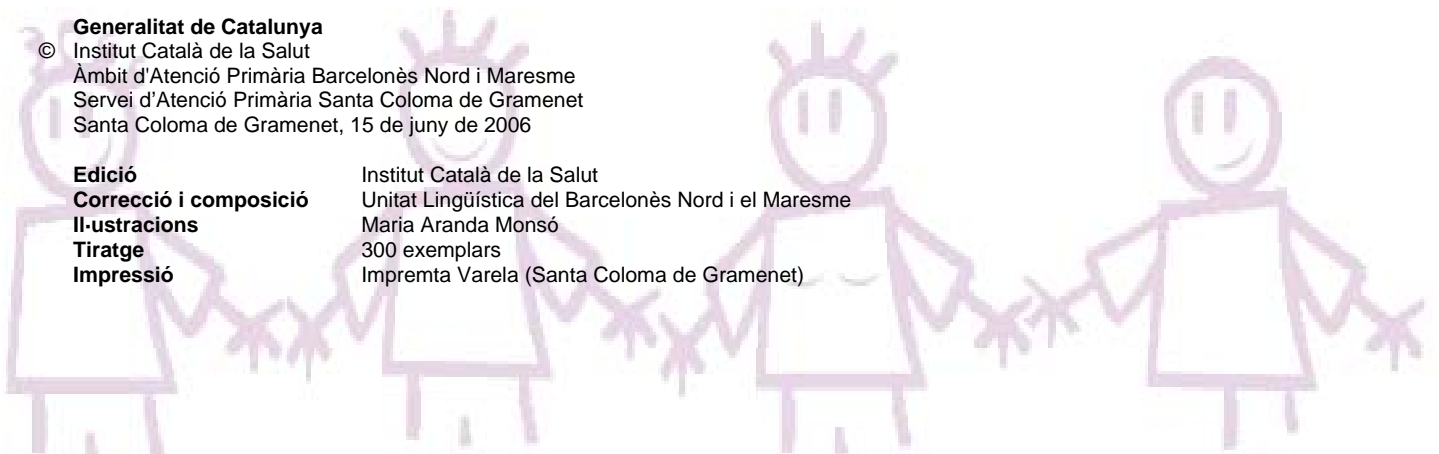 Generalitat de Catalunya
© Institut Català de la Salut
Àmbit d'Atenció Primària Barcelonès Nord i Maresme
Servei d’Atenció Primària Santa Coloma de Gramenet
Santa Coloma de Gramenet, 15 de juny de 2006
Edició Institut Català de la Salut
Correcció i composició Unitat Lingüística del Barcelonès Nord i el Maresme
Il·lustracions Maria Aranda Monsó
Tiratge 300 exemplars
Impressió Impremta Varela (Santa Coloma de Gramenet)